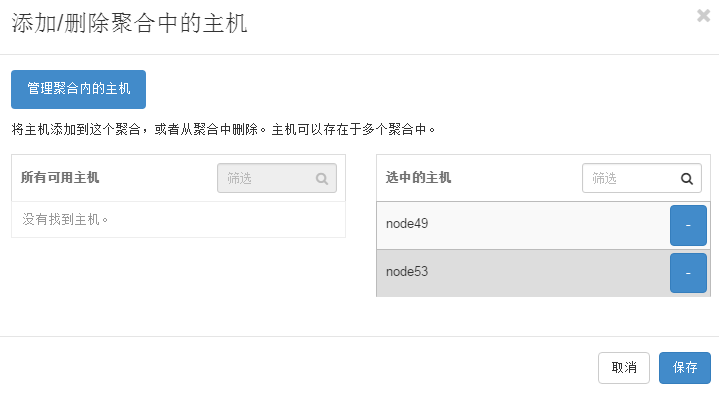 添加/删除聚合中的主机
管理聚合内的主机
将主机添加到这个聚合，或者从聚合中删除。主机可以存在于多个聚合中。
所有可用主机
筛选
没有找到主机。
选中的主机
筛选
node49
-
node53
-
取消
保存